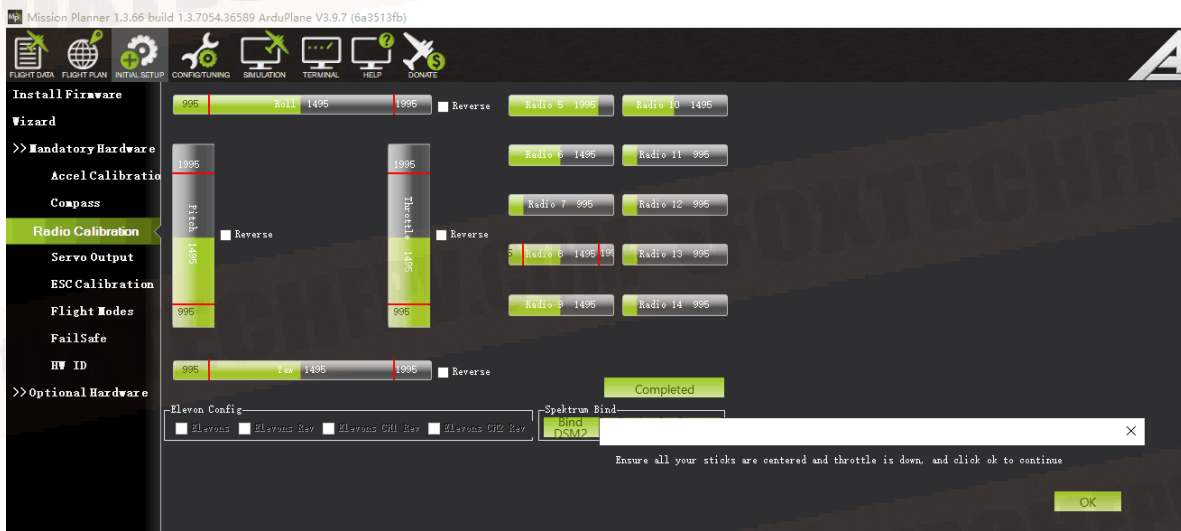 Mission Planner 1.3.66 build 1.3.7054.36589 ArduPlane V3.9.7 (6a3513fb)
FLIGHT DATA FLIGHT PLAN INITIAL SETUP CONFIG/TUNING SIMULATION TERMINAL HELP DONATE
Install Firmware
Wizard
>> Mandatory Hardware
Accel Calibratio
Compass
Radio Calibration
Servo Output
ESC Calibration
Flight Modes
FailSafe
HW ID
>> Optional Hardware
995 Roll 1495 1995 Reverse
Radio 5 1995 Radio 10 1495
Radio 6 1495 Radio 11 995
Radio 7 995 Radio 12 995
Radio 8 1495 199 Radio 13 995
Radio 9 1495 Radio 14 995
1995 Pitch 1495 995 Reverse
1995 Throttle 1495 995 Reverse
995 Yaw 1495 1995 Reverse
Completed
Elevon Config
Elevons Elevons Rev Elevons CH1 Rev Elevons CH2 Rev
Spektrum Bind
Bind
DSM2
Ensure all your sticks are centered and throttle is down, and click ok to continue
OK